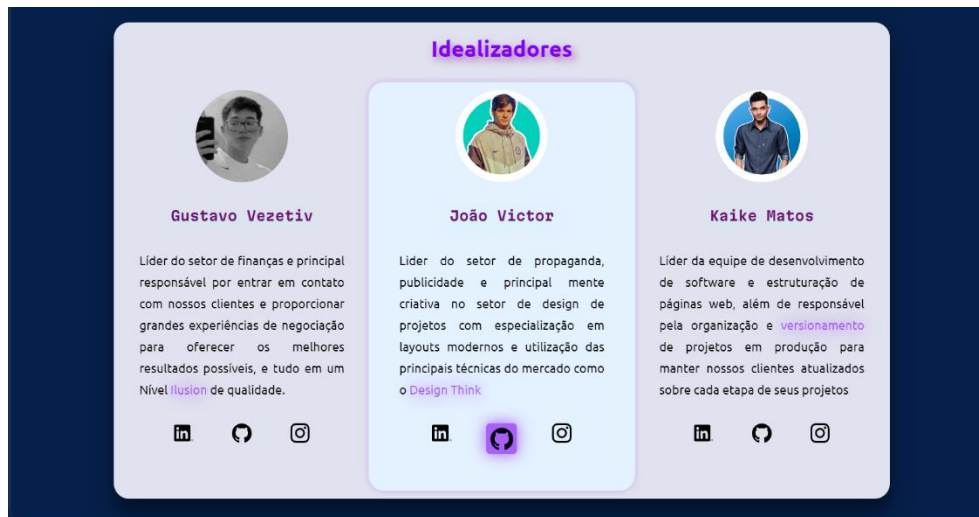 Idealizadores
Gustavo Vezetiv
Líder do setor de finanças e principal
responsável por entrar em contato
com nossos clientes e proporcionar
grandes experiências de negociação
para oferecer os melhores
resultados possíveis, e tudo em um
Nível Ilusion de qualidade.
in
João Victor
Lider do setor de propaganda,
publicidade e principal mente
criativa no setor de design de
projetos com especialização em
layouts modernos e utilização das
principais técnicas do mercado como
o Design Think
in
Kaike Matos
Líder da equipe de desenvolvimento
de software e estruturação de
páginas web, além de responsável
pela organização e versionamento
de projetos em produção para
manter nossos clientes atualizados
sobre cada etapa de seus projetos
in